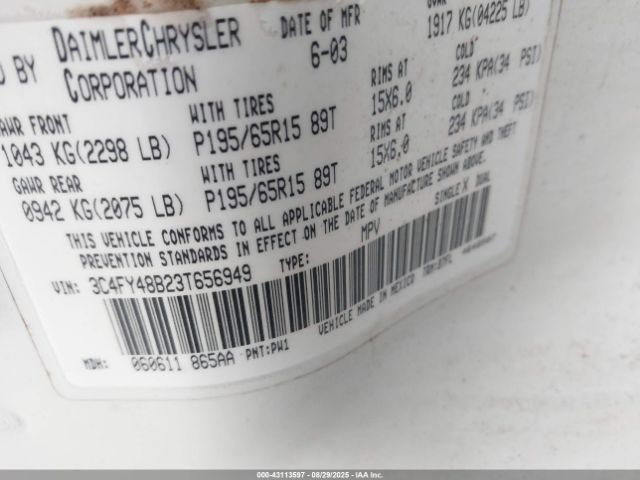 D BY DAIMLERCHRYSLER CORPORATION
DATE OF MFR 6-03
GVWR 1917 KG(04225 LB)
GAWR FRONT
1043 KG(2298 LB)
WITH TIRES
P195/65R15 89T
RIMS AT
15X6.0
COLD
234 KPA(34 PSI)
GAWR REAR
0942 KG(2075 LB)
WITH TIRES
P195/65R15 89T
RIMS AT
15X6.0
COLD
234 KPA(34 PSI)
THIS VEHICLE CONFORMS TO ALL APPLICABLE FEDERAL MOTOR VEHICLE SAFETY AND THEFT
PREVENTION STANDARDS IN EFFECT ON THE DATE OF MANUFACTURE SHOWN ABOVE.
VIN: 3C4FY48B23T656949
TYPE: MPV
SINGLE X DUAL
VEHICLE MADE IN MEXICO
MDH: 060611 865AA
PNT:PW1
000-43113597 - 08/29/2025 - IAA Inc.